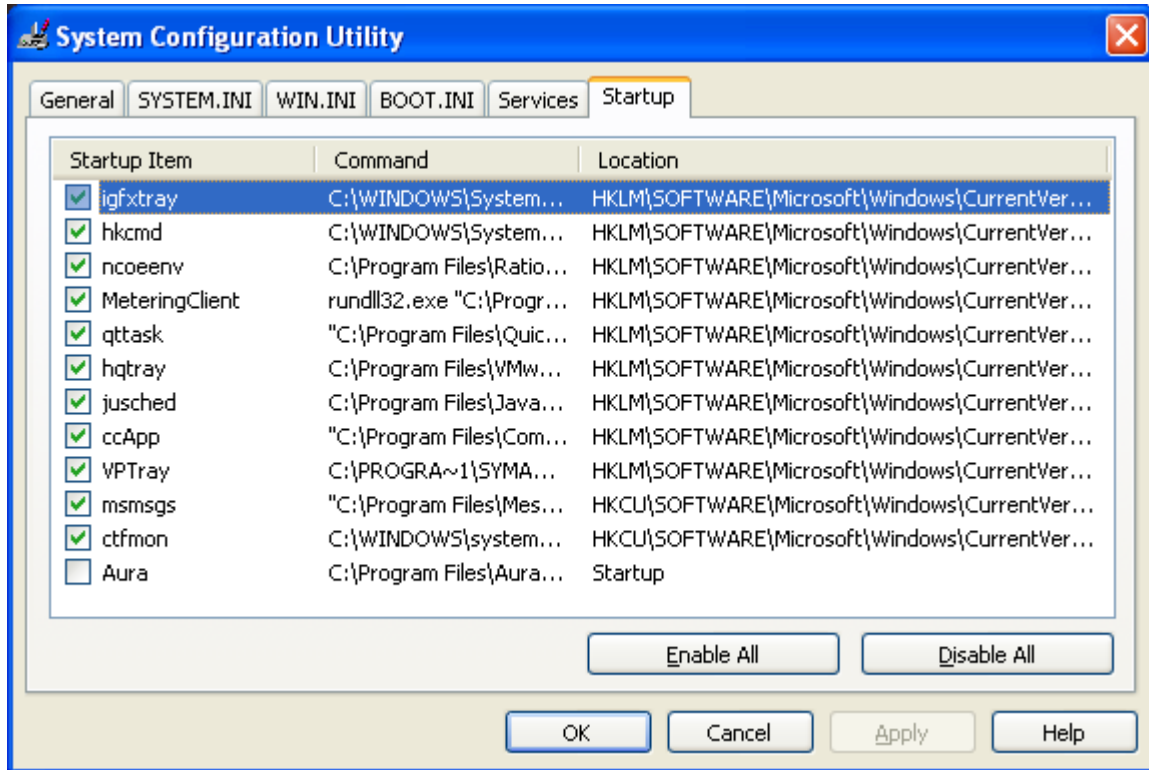 System Configuration Utility
General SYSTEM.INI WIN.INI BOOT.INI Services Startup
Startup Item Command Location
igfxtray C:\WINDOWS\System... HKLM\SOFTWARE\Microsoft\Windows\CurrentVer...
hkcmd C:\WINDOWS\System... HKLM\SOFTWARE\Microsoft\Windows\CurrentVer...
ncoeenv C:\Program Files\Ratio... HKLM\SOFTWARE\Microsoft\Windows\CurrentVer...
MeteringClient rundll32.exe "C:\Progr... HKLM\SOFTWARE\Microsoft\Windows\CurrentVer...
qttask "C:\Program Files\Quic... HKLM\SOFTWARE\Microsoft\Windows\CurrentVer...
hqtray C:\Program Files\VMw... HKLM\SOFTWARE\Microsoft\Windows\CurrentVer...
jusched C:\Program Files\Java... HKLM\SOFTWARE\Microsoft\Windows\CurrentVer...
ccApp "C:\Program Files\Com... HKLM\SOFTWARE\Microsoft\Windows\CurrentVer...
VPTray C:\PROGRA~1\SYMA... HKLM\SOFTWARE\Microsoft\Windows\CurrentVer...
msmsgs "C:\Program Files\Mes... HKCU\SOFTWARE\Microsoft\Windows\CurrentVer...
ctfmon C:\WINDOWS\system... HKCU\SOFTWARE\Microsoft\Windows\CurrentVer...
Aura C:\Program Files\Aura... Startup
Enable All Disable All
OK Cancel Apply Help